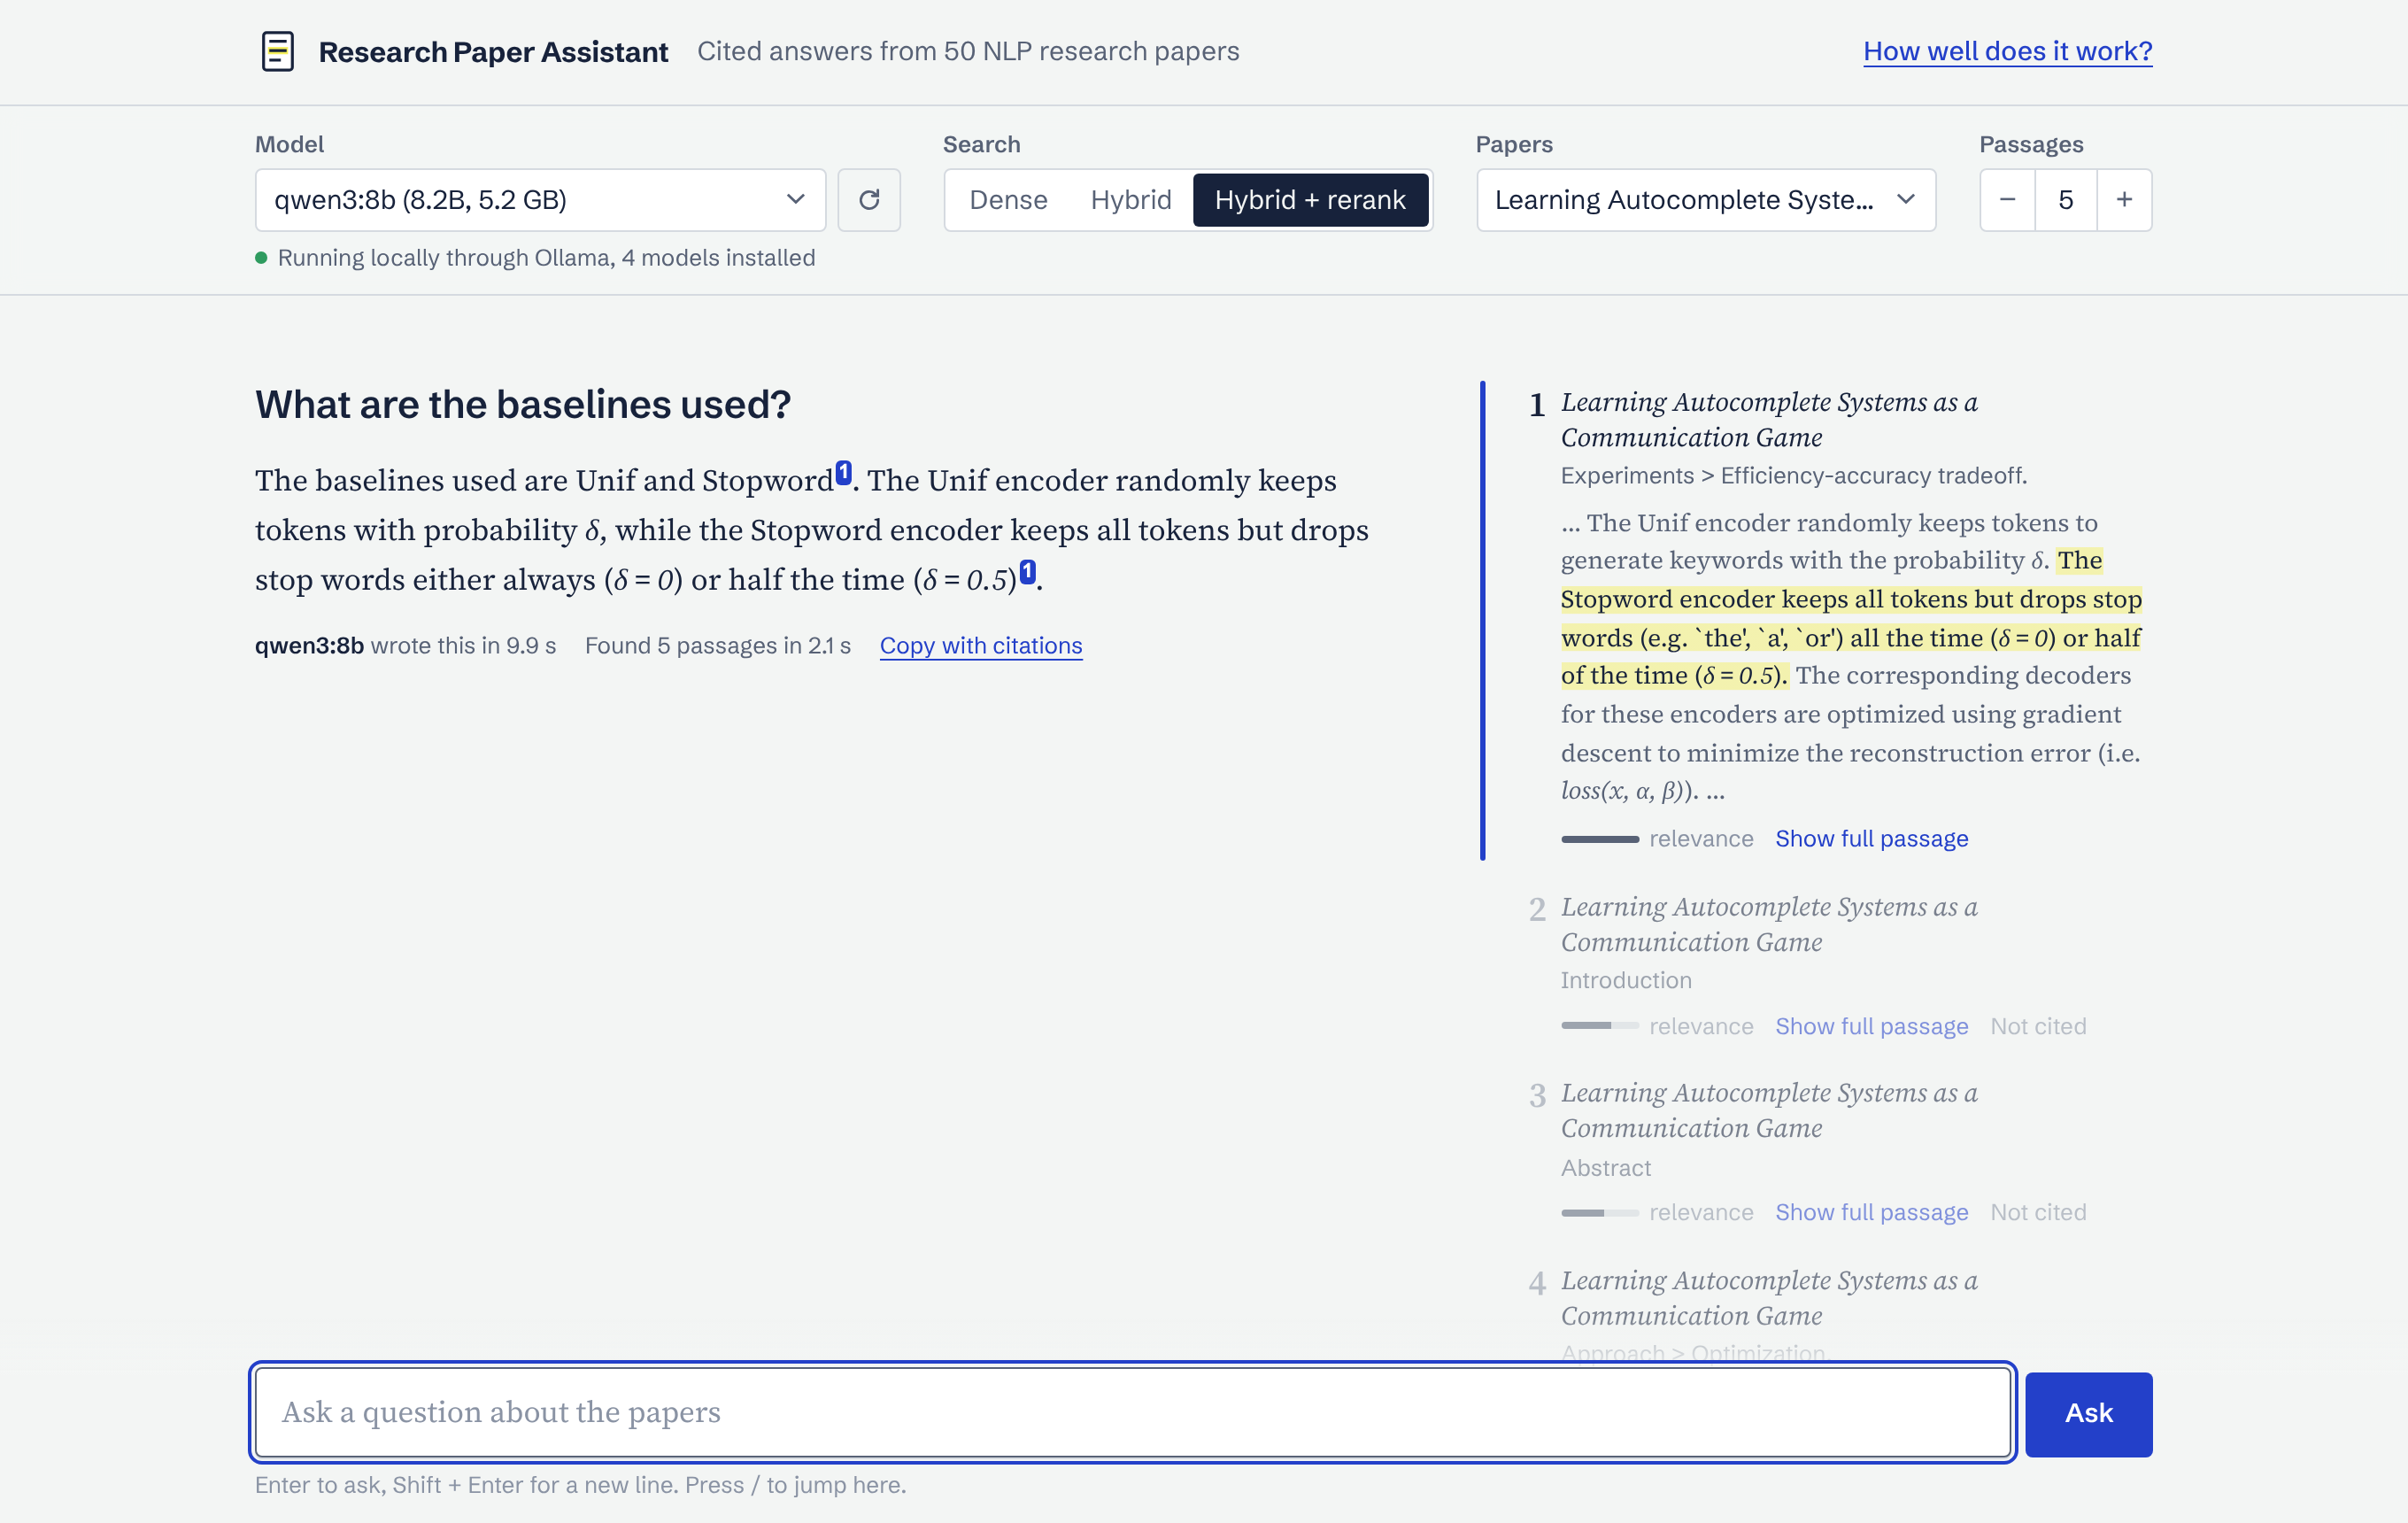 Research Paper Assistant Cited answers from 50 NLP research papers How well does it work?
Model
qwen3:8b (8.2B, 5.2 GB)
Running locally through Ollama, 4 models installed
Search
Dense Hybrid Hybrid + rerank
Papers
Learning Autocomplete Syste...
Passages
− 5 +
What are the baselines used?
The baselines used are Unif and Stopword1. The Unif encoder randomly keeps
tokens with probability δ, while the Stopword encoder keeps all tokens but drops
stop words either always (δ = 0) or half the time (δ = 0.5)1.
qwen3:8b wrote this in 9.9 s Found 5 passages in 2.1 s Copy with citations
1 Learning Autocomplete Systems as a
Communication Game
Experiments > Efficiency-accuracy tradeoff.
... The Unif encoder randomly keeps tokens to
generate keywords with the probability δ. The
Stopword encoder keeps all tokens but drops stop
words (e.g. `the', `a', `or') all the time (δ = 0) or half
of the time (δ = 0.5). The corresponding decoders
for these encoders are optimized using gradient
descent to minimize the reconstruction error (i.e.
loss(x, α, β)). ...
relevance Show full passage
2 Learning Autocomplete Systems as a
Communication Game
Introduction
relevance Show full passage Not cited
3 Learning Autocomplete Systems as a
Communication Game
Abstract
relevance Show full passage Not cited
4 Learning Autocomplete Systems as a
Communication Game
Approach > Optimization.
Ask a question about the papers
Ask
Enter to ask, Shift + Enter for a new line. Press / to jump here.